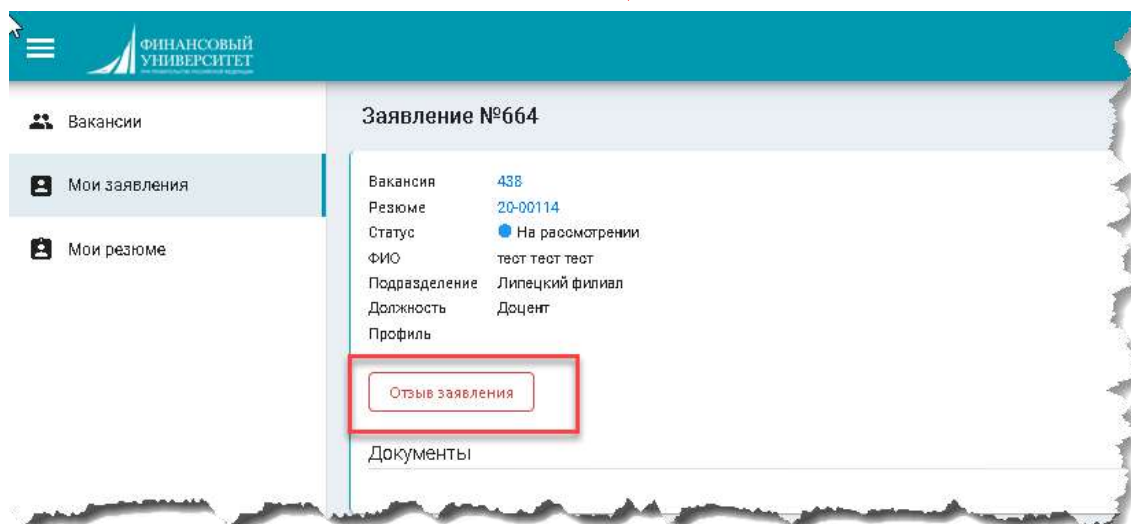 ФИНАНСОВЫЙ
УНИВЕРСИТЕТ
Вакансии
Мои заявления
Мои резюме
Заявление №664
Вакансия 438
Резюме 20-00114
Статус На рассмотрении
ФИО тест тест тест
Подразделение Липецкий филиал
Должность Доцент
Профиль
Отзыв заявления
Документы